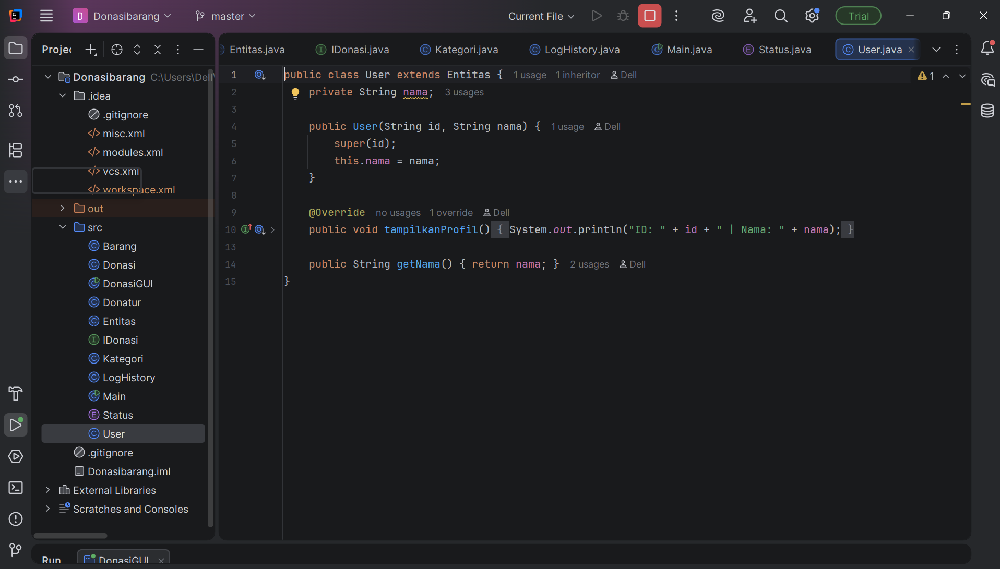 D Donasibarang master Current File Trial
Project
Entitas.java IDonasi.java Kategori.java LogHistory.java Main.java Status.java User.java
Donasibarang C:\Users\Dell\
.idea
.gitignore
misc.xml
modules.xml
vcs.xml
workspace.xml
out
src
Barang
Donasi
DonasiGUI
Donatur
Entitas
IDonasi
Kategori
LogHistory
Main
Status
User
.gitignore
Donasibarang.iml
External Libraries
Scratches and Consoles
1 public class User extends Entitas { 1 usage 1 inheritor Dell
1
2 private String nama; 3 usages
3
4 public User(String id, String nama) { 1 usage Dell
5 super(id);
6 this.nama = nama;
7 }
8
9 @Override no usages 1 override Dell
10 public void tampilkanProfil() { System.out.println("ID: " + id + " | Nama: " + nama); }
13
14 public String getNama() { return nama; } 2 usages Dell
15 }
Run DonasiGUI